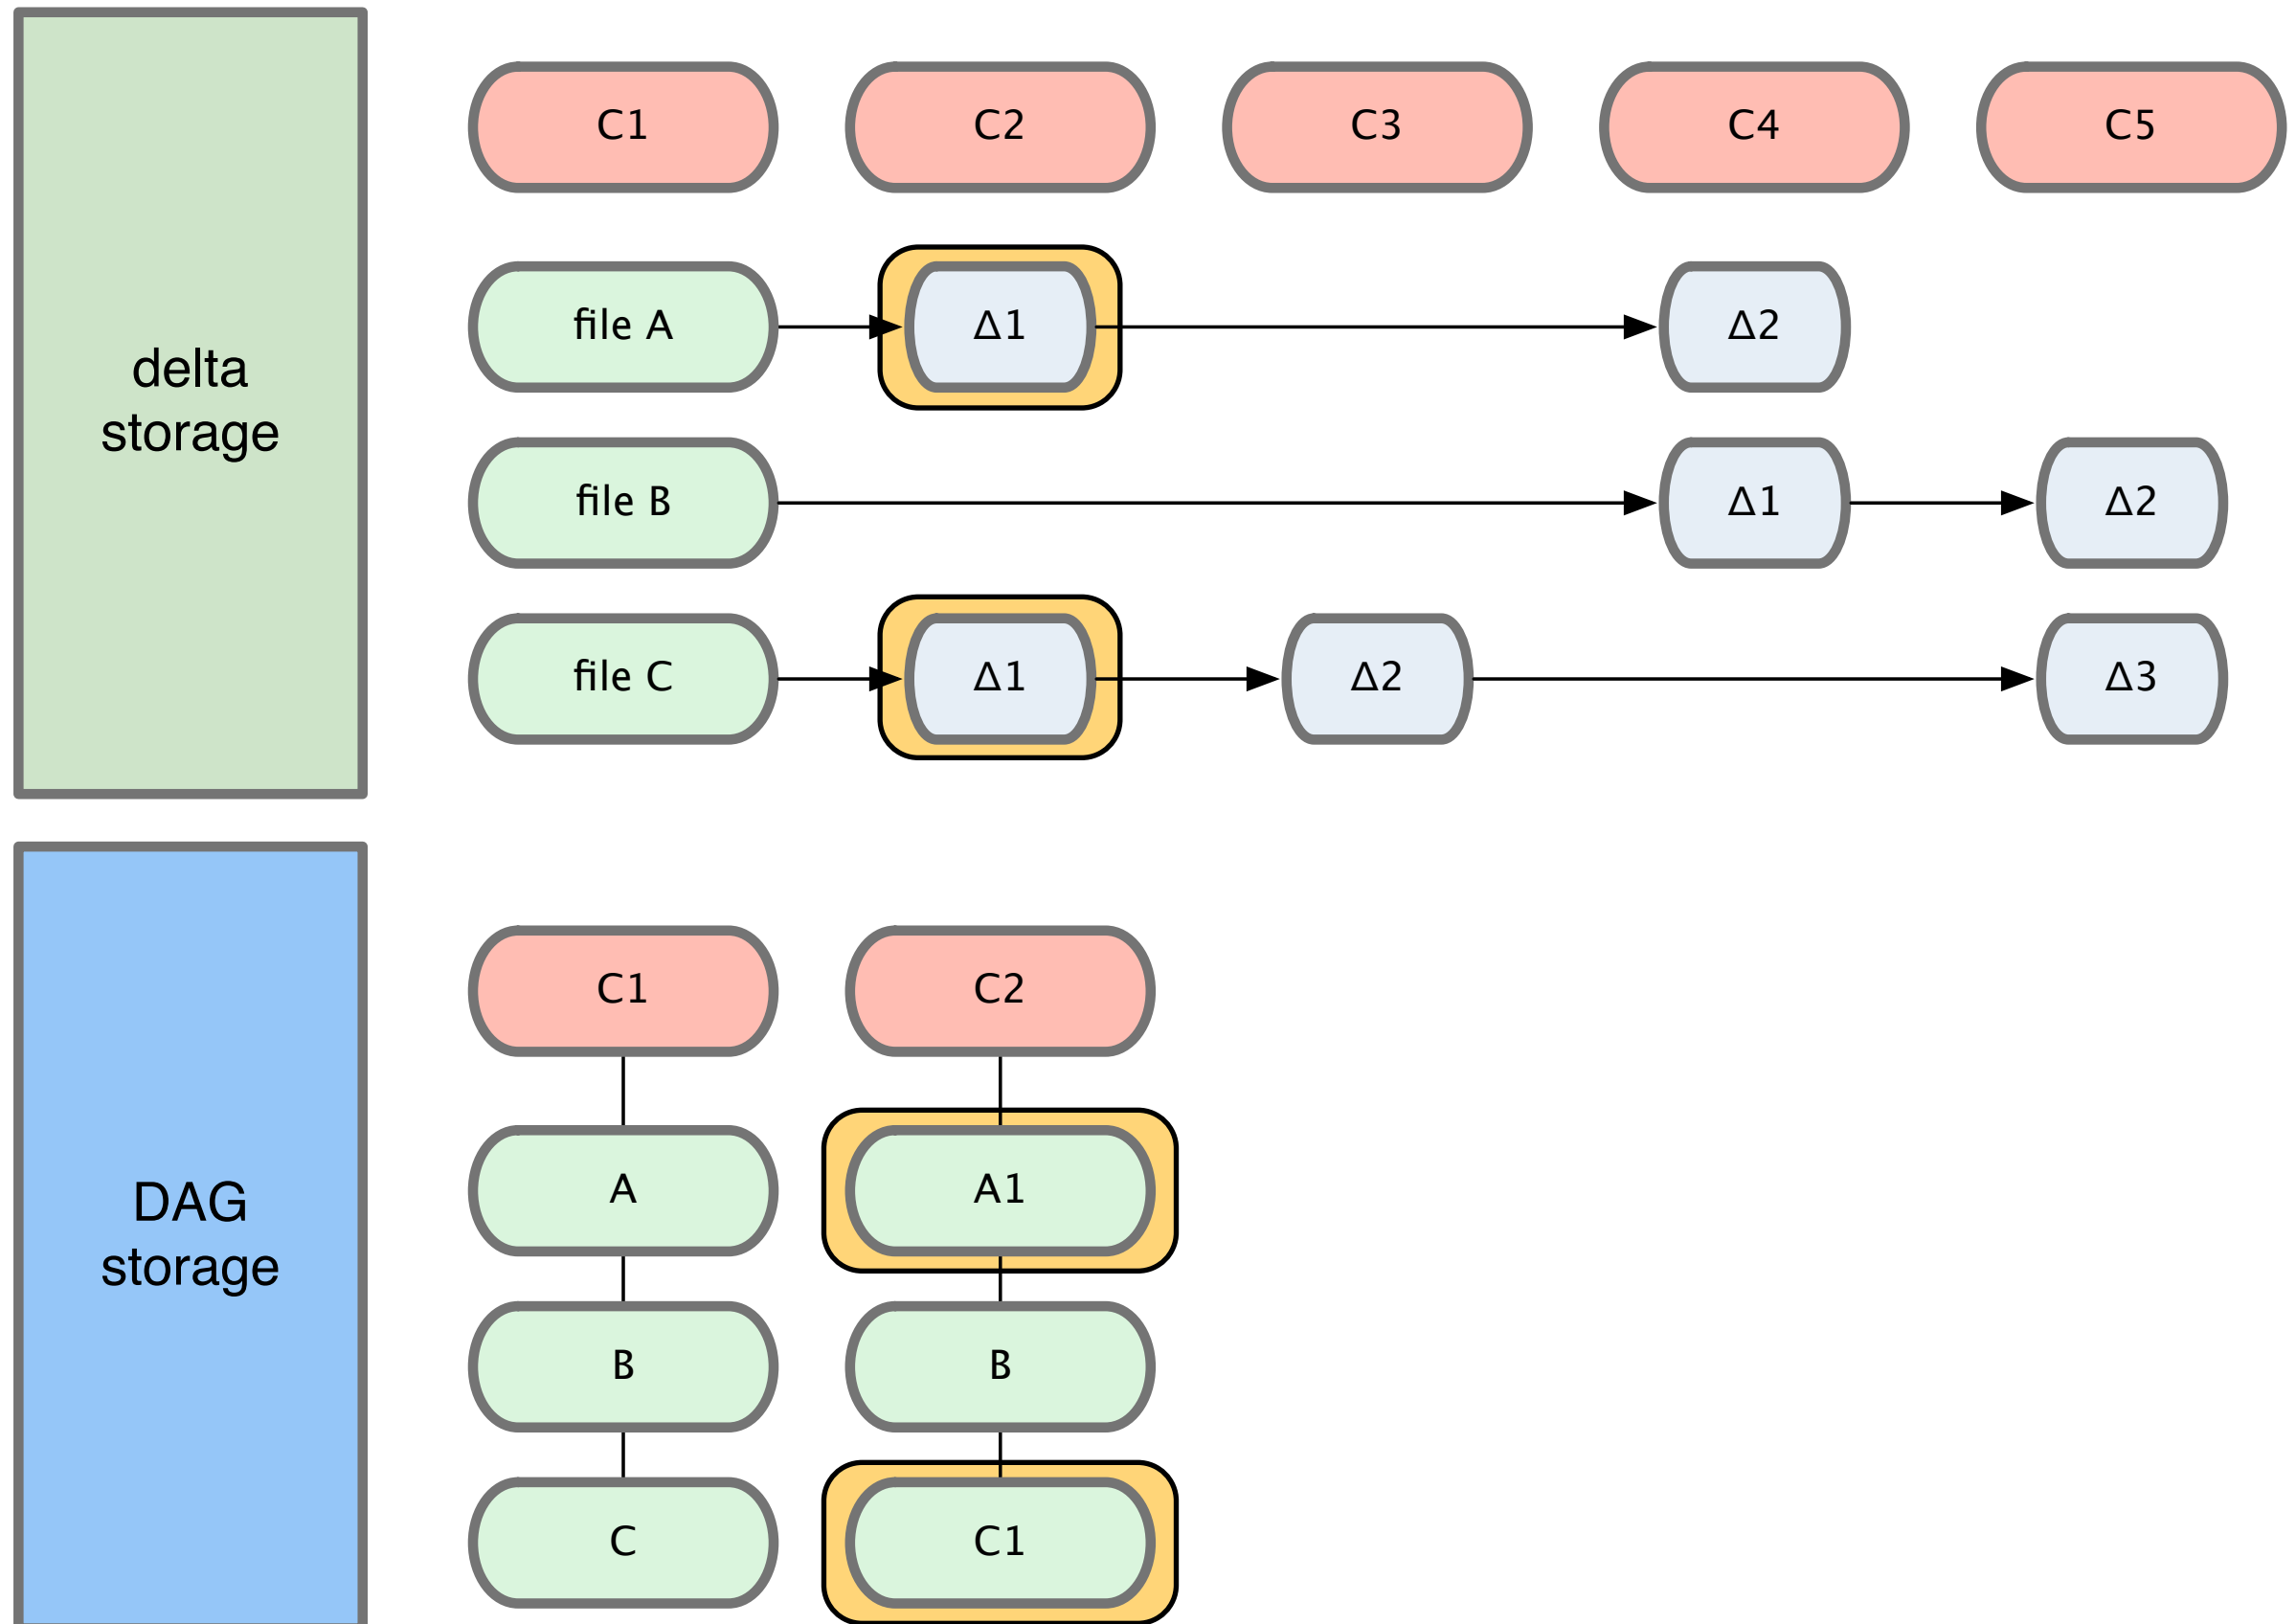 delta
storage
C1 C2 C3 C4 C5
file A Δ1 Δ2
file B Δ1 Δ2
file C Δ1 Δ2 Δ3
DAG
storage
C1 C2
A A1
B B
C C1